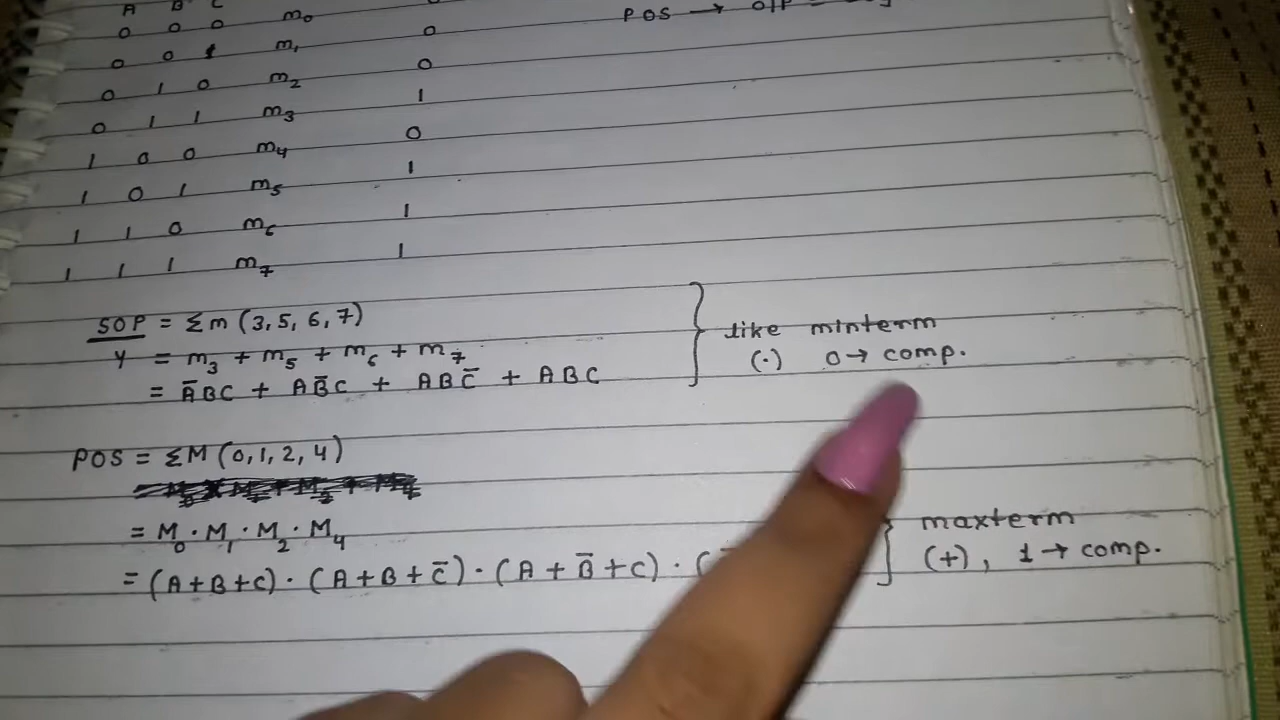 A B C
0 0 0 m₀
POS → O/P =
0 0 1 m₁ 0
0 1 0 m₂ 0
0 1 1 m₃ 1
1 0 0 m₄ 0
1 0 1 m₅ 1
1 1 0 m₆ 1
1 1 1 m₇ 1
SOP = Σm (3, 5, 6, 7)
Y = m₃ + m₅ + m₆ + m₇
= A̅BC + AB̅C + ABC̅ + ABC
like minterm
(·) 0→ comp.
POS = ΣM (0, 1, 2, 4)
= M₀ · M₁ · M₂ · M₄
= (A+B+C) · (A+B+C̅) · (A+B̅+C) · (
maxterm
(+), 1→ comp.